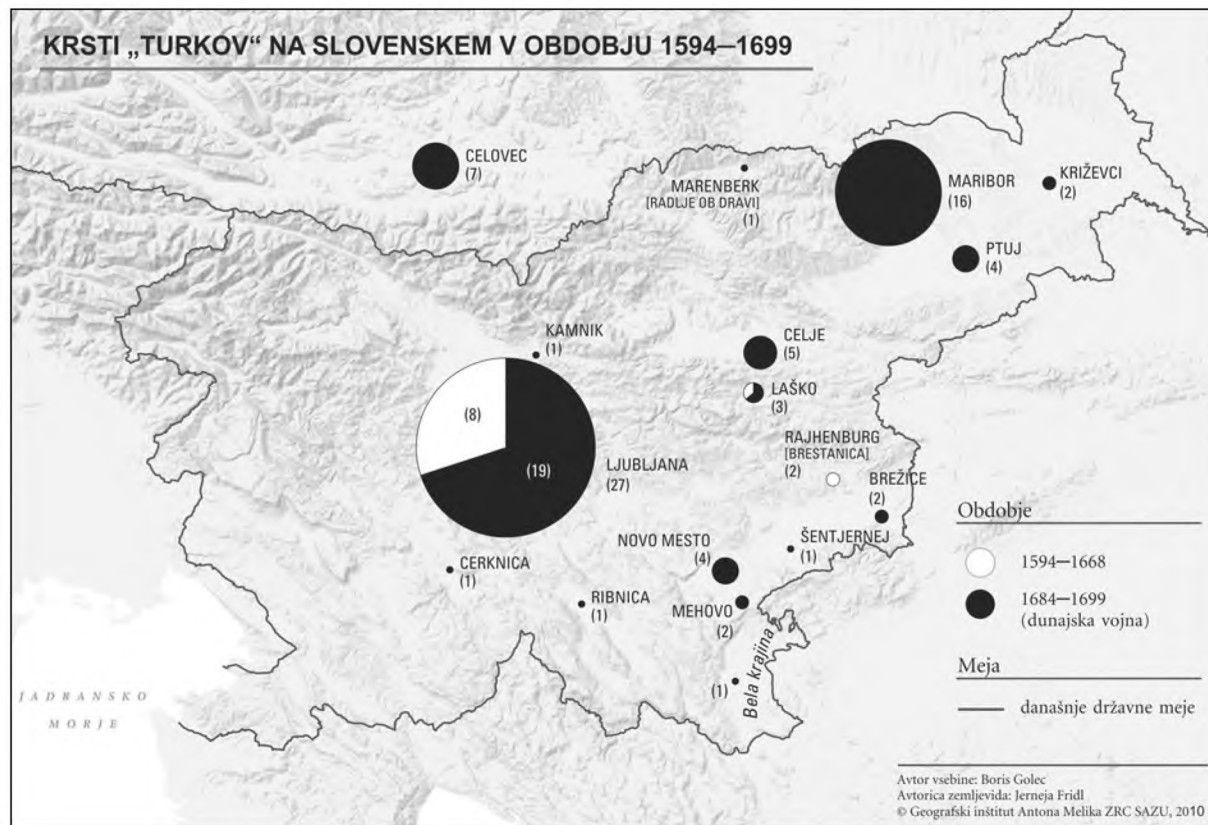 KRSTI „TURKOV“ NA SLOVENSKEM V OBDOBJU 1594–1699
CELOVEC
(7)
MARENBERK
[RADLJE OB DRAVI]
(1)
MARIBOR
(16)
KRIŽEVCI
(2)
PTUJ
(4)
KAMNIK
(1)
CELJE
(5)
LAŠKO
(3)
(8)
(19)
LJUBLJANA
(27)
RAJHENBURG
[BRESTANICA]
(2)
BREŽICE
(2)
ŠENTJERNEJ
(1)
NOVO MESTO
(4)
CERKNICA
(1)
RIBNICA
(1)
MEHOVO
(2)
Bela krajina
(1)
JADRANSKO
MORJE
Obdobje
1594–1668
1684–1699
(dunajska vojna)
Meja
današnje državne meje
Avtor vsebine: Boris Golec
Avtorica zemljevida: Jerneja Fridl
© Geografski inštitut Antona Melika ZRC SAZU, 2010